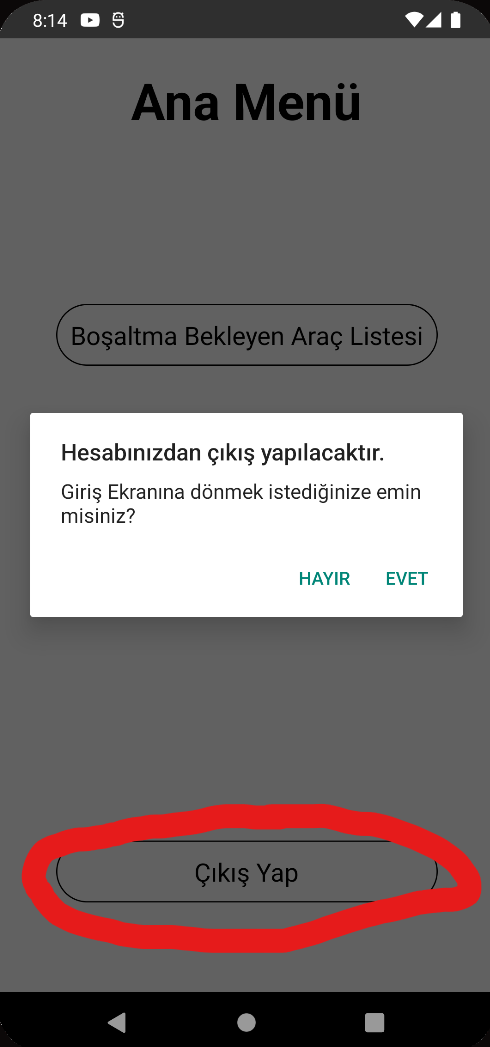 8:14
Ana Menü
Boşaltma Bekleyen Araç Listesi
Hesabınızdan çıkış yapılacaktır.
Giriş Ekranına dönmek istediğinize emin
misiniz?
HAYIR EVET
Çıkış Yap